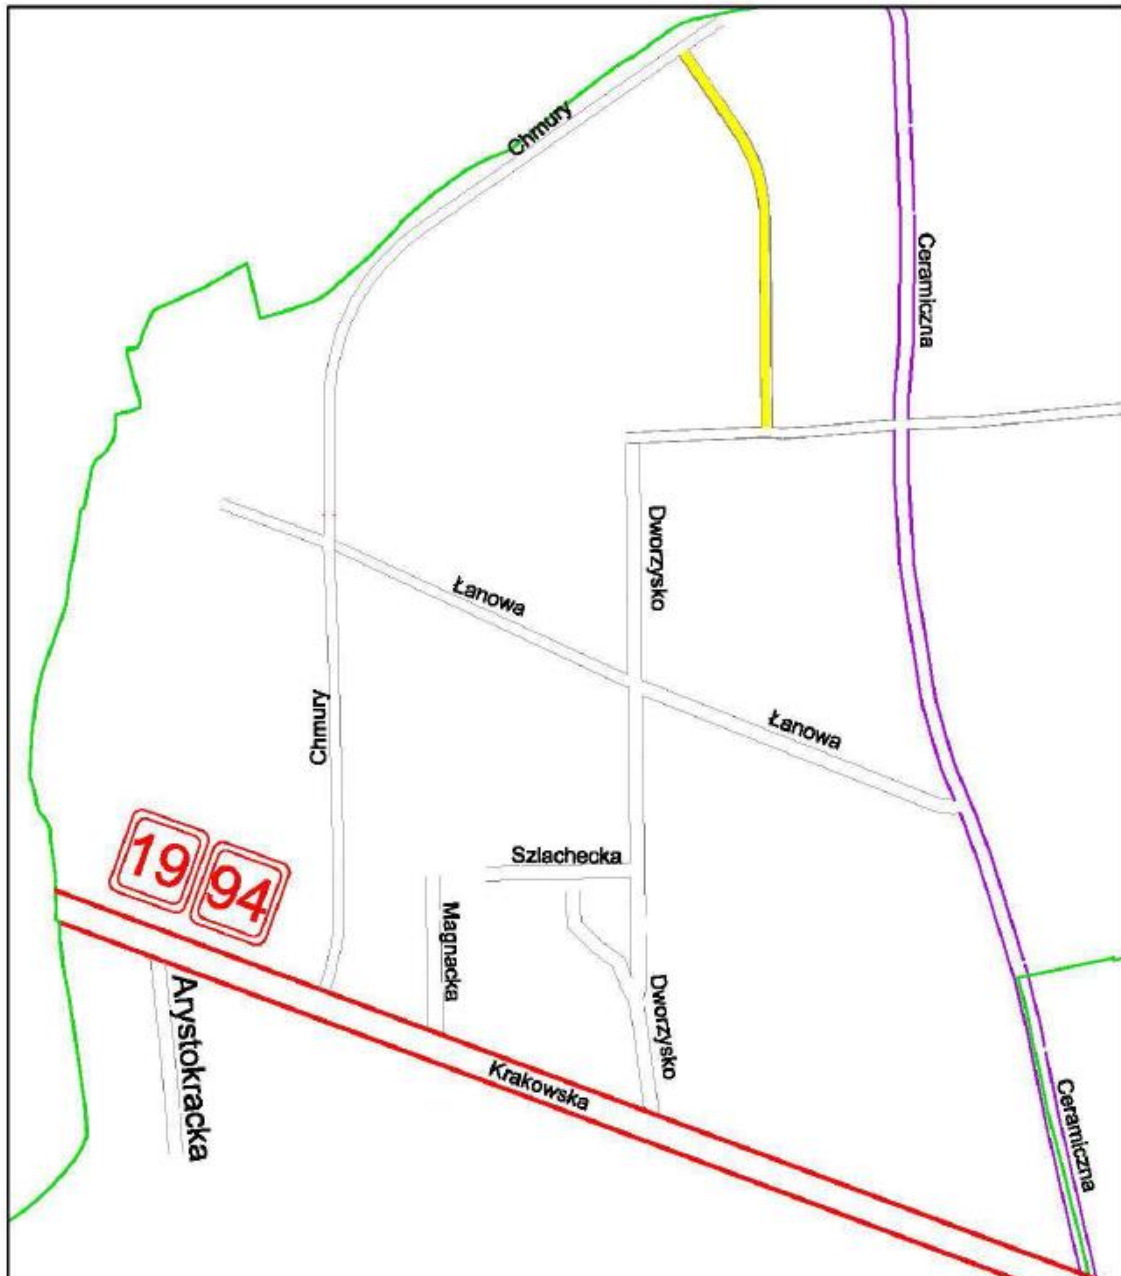 Chmury
Ceramiczna
Dworzysko
Łanowa
Chmury
Łanowa
19
94
Szlachecka
Magnacka
Arystokracka
Dworzysko
Krakowska
Ceramiczna